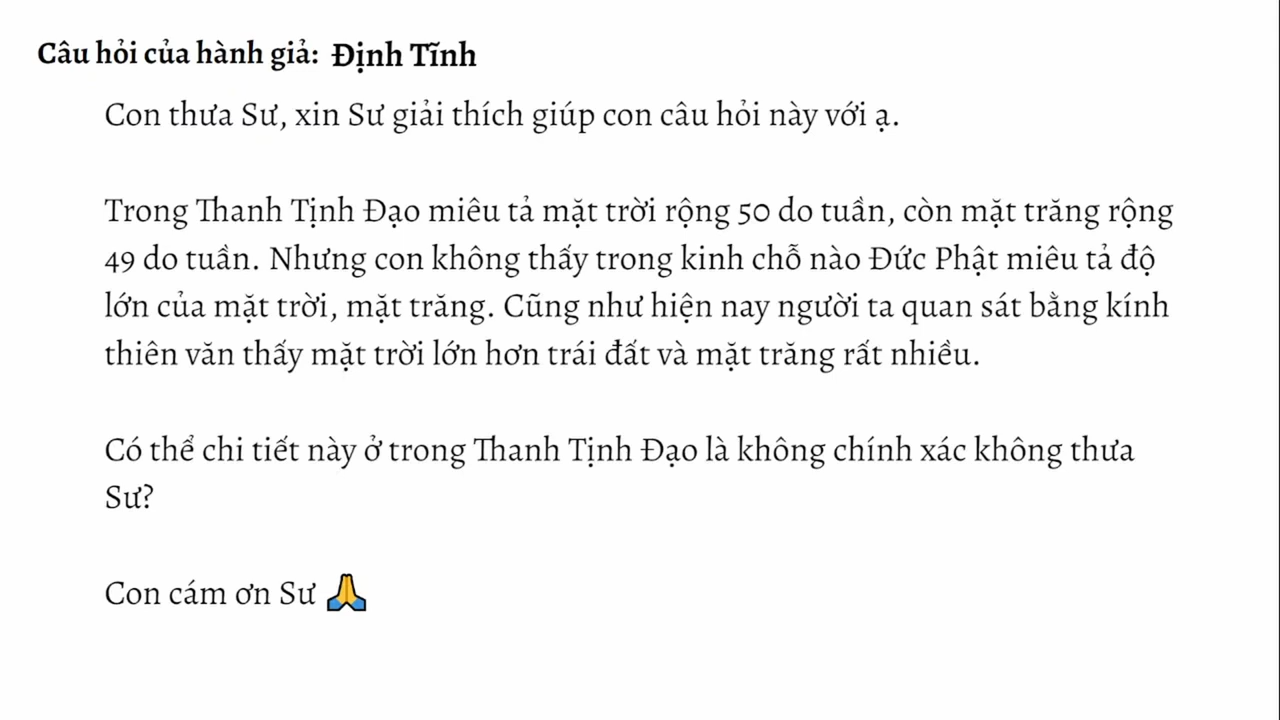 Câu hỏi của hành giả: Định Tĩnh
Con thưa Sư, xin Sư giải thích giúp con câu hỏi này với ạ.
Trong Thanh Tịnh Đạo miêu tả mặt trời rộng 50 do tuần, còn mặt trăng rộng
49 do tuần. Nhưng con không thấy trong kinh chỗ nào Đức Phật miêu tả độ
lớn của mặt trời, mặt trăng. Cũng như hiện nay người ta quan sát bằng kính
thiên văn thấy mặt trời lớn hơn trái đất và mặt trăng rất nhiều.
Có thể chi tiết này ở trong Thanh Tịnh Đạo là không chính xác không thưa
Sư?
Con cám ơn Sư 🙏